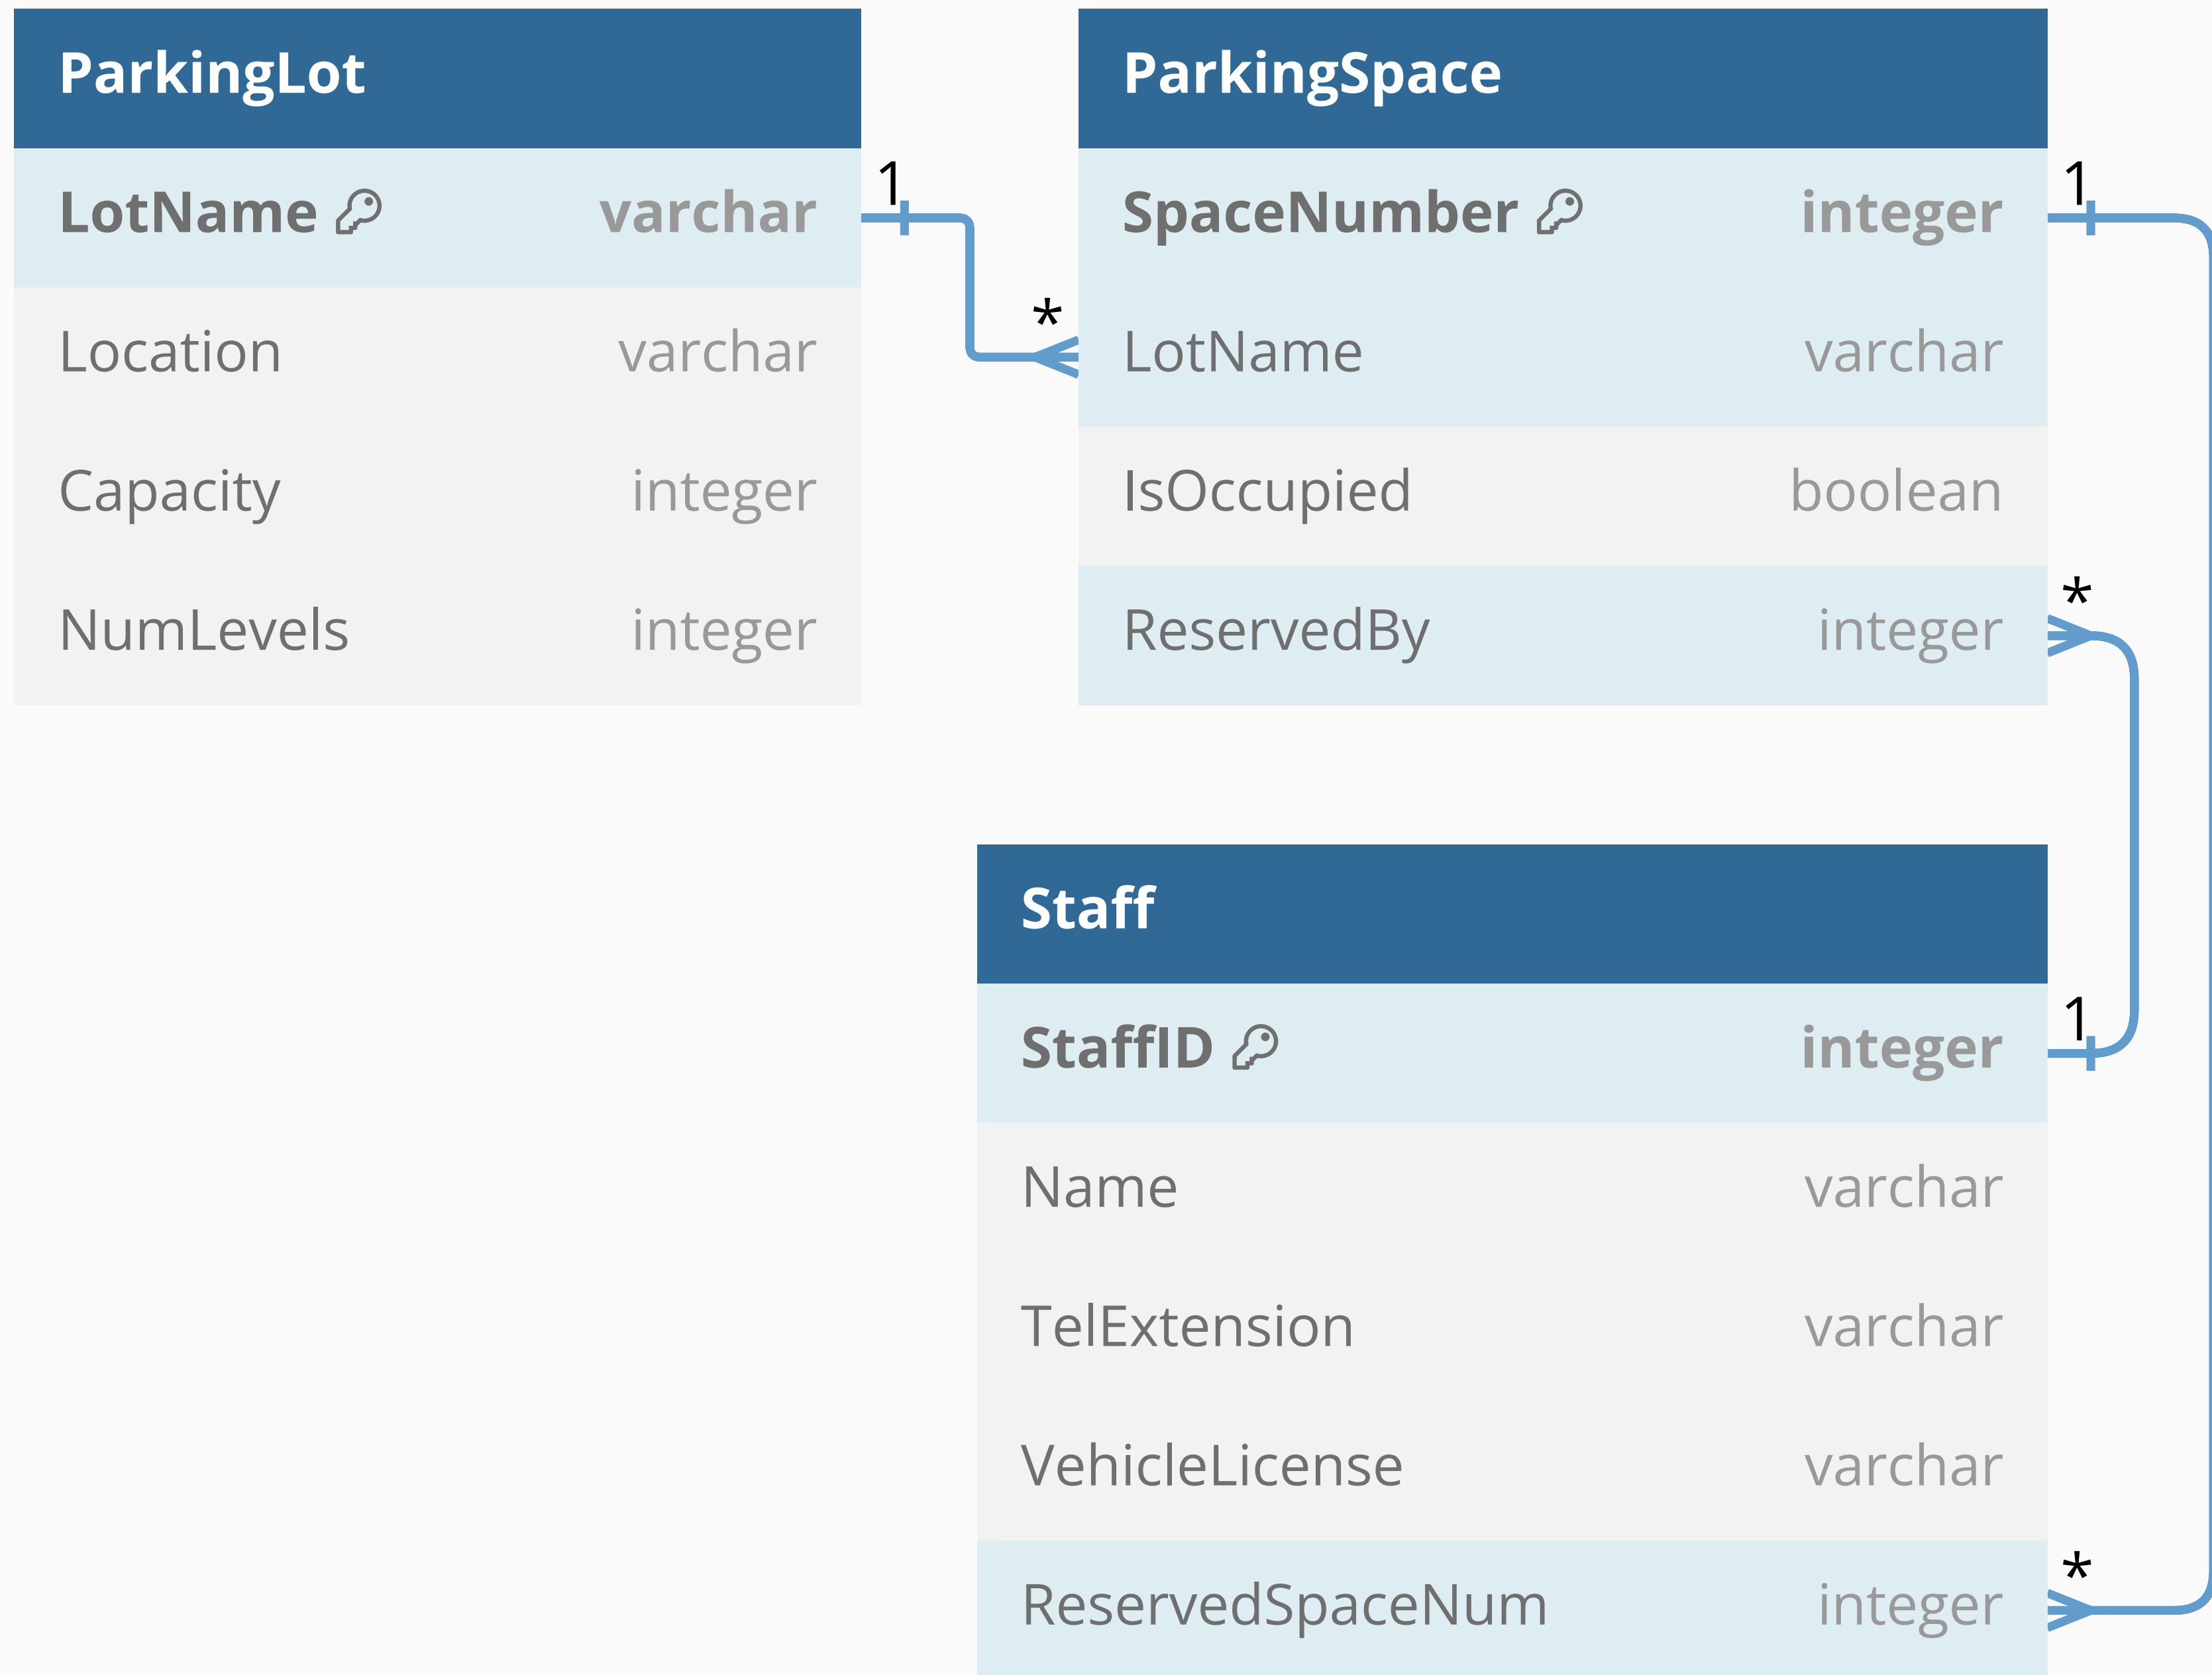 ParkingLot
LotName varchar
Location varchar
Capacity integer
NumLevels integer
1
*
ParkingSpace
SpaceNumber integer
LotName varchar
IsOccupied boolean
ReservedBy integer
1
*
Staff
StaffID integer
Name varchar
TelExtension varchar
VehicleLicense varchar
ReservedSpaceNum integer
1
*